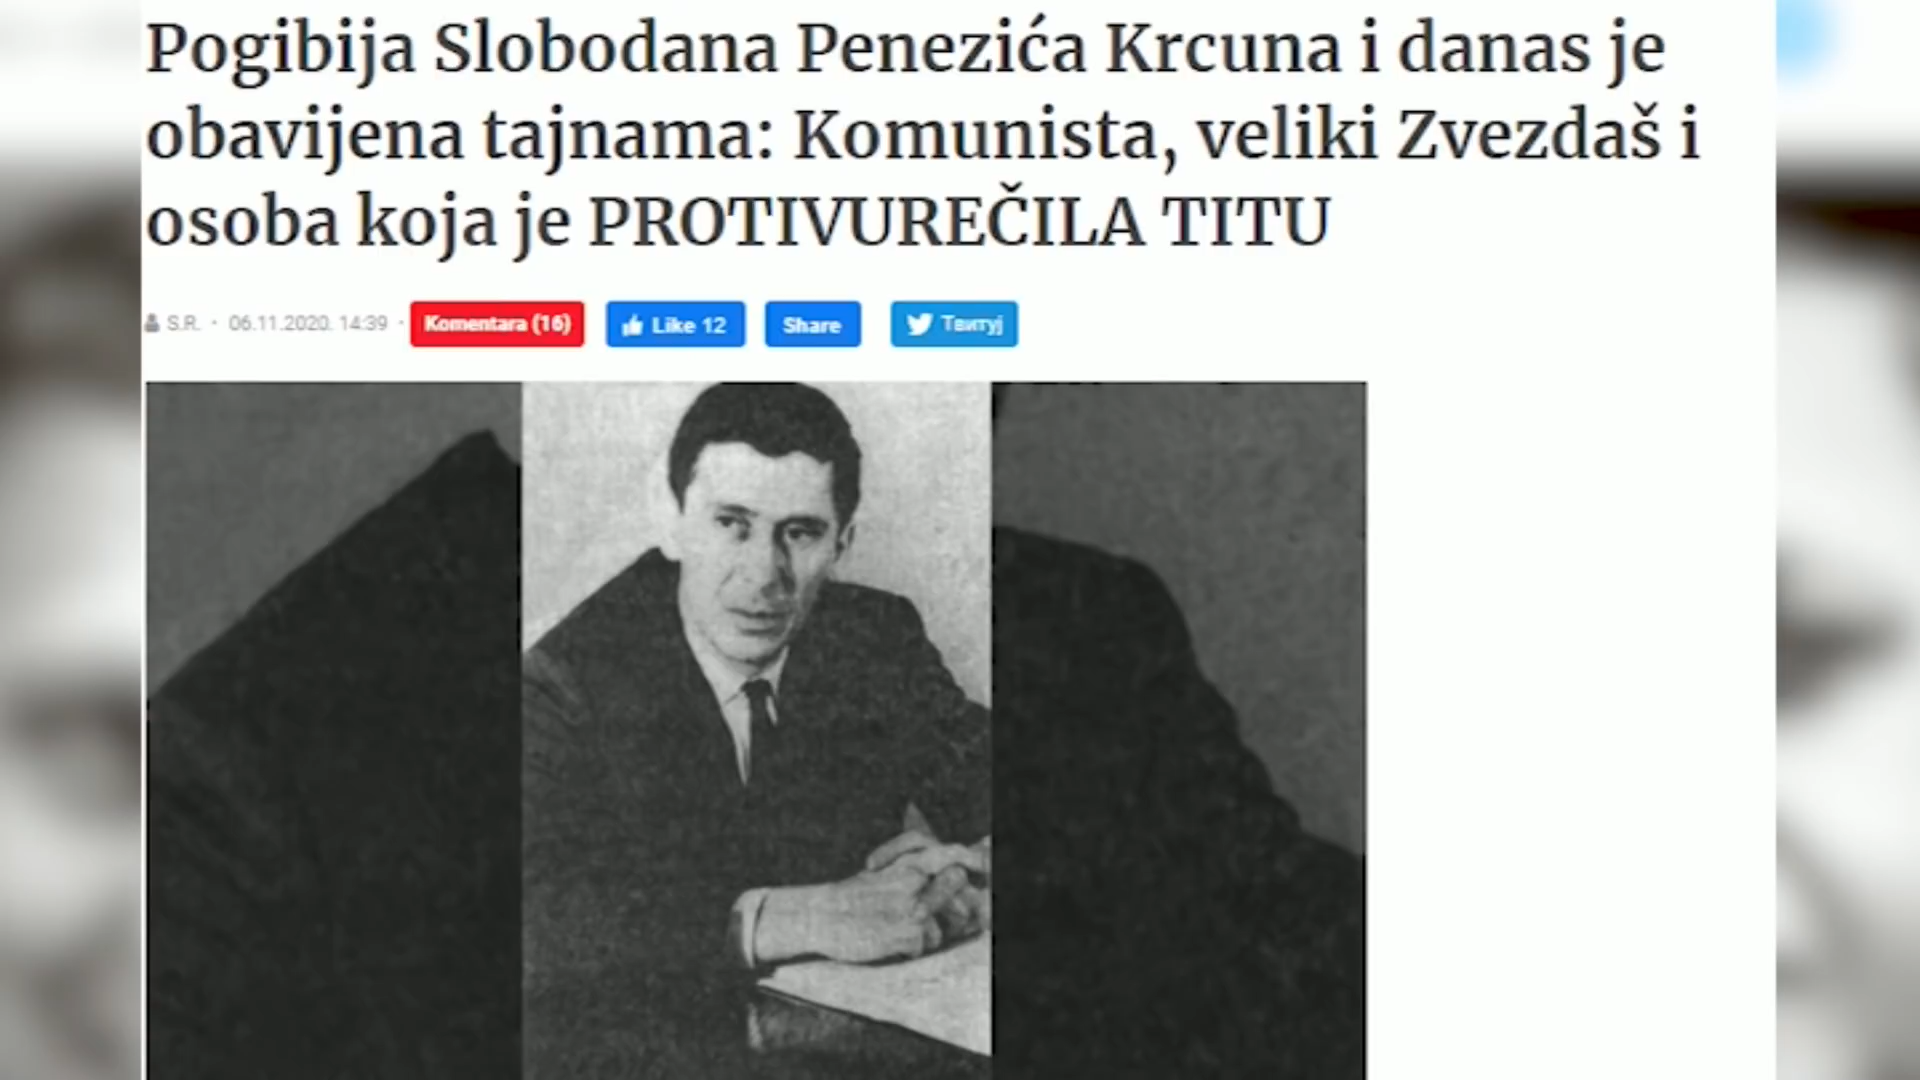 Pogibija Slobodana Penezića Krcuna i danas je
obavijena tajnama: Komunista, veliki Zvezdaš i
osoba koja je PROTIVUREČILA TITU
S.R. · 06.11.2020. 14:39 · Komentara (16) Like 12 Share Твитуј